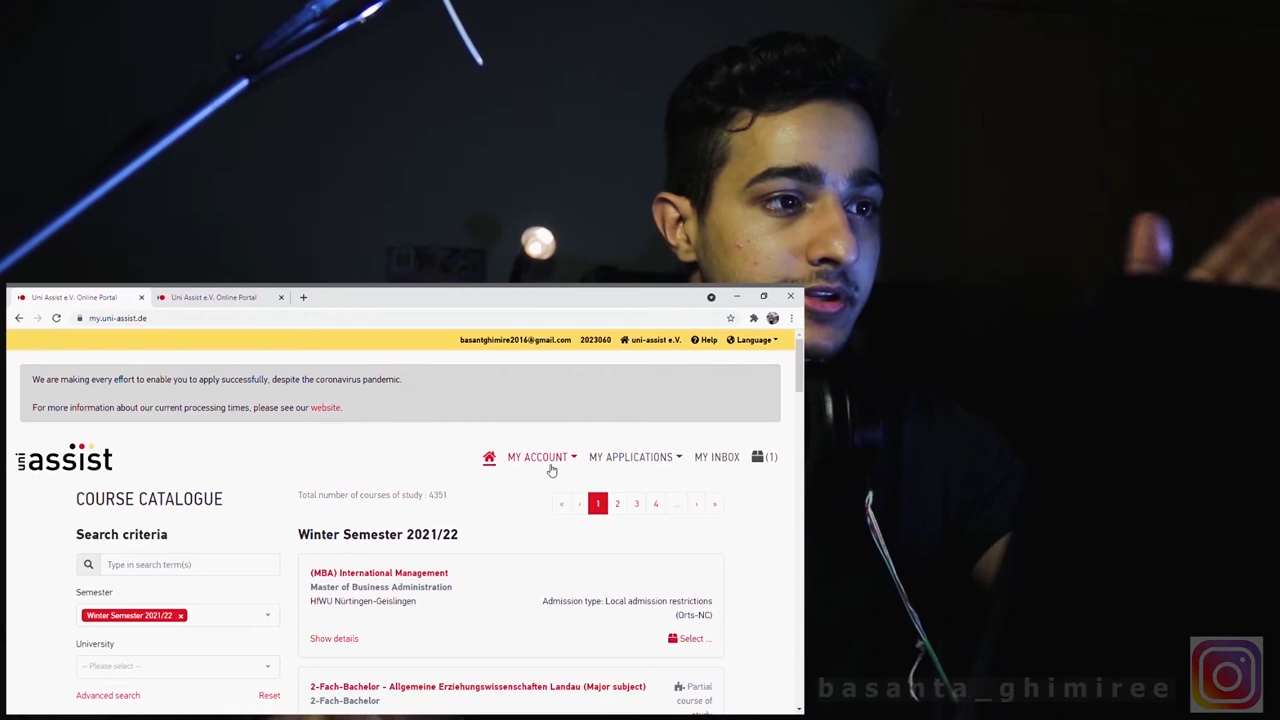 Uni Assist e.V. Online Portal
Uni Assist e.V. Online Portal
my.uni-assist.de
basantghimire2016@gmail.com 2023060 uni-assist e.V. Help Language
We are making every effort to enable you to apply successfully, despite the coronavirus pandemic.
For more information about our current processing times, please see our website.
uni assist
MY ACCOUNT MY APPLICATIONS MY INBOX (1)
COURSE CATALOGUE
Total number of courses of study : 4351
« ‹ 1 2 3 4 ... › »
Search criteria
Winter Semester 2021/22
Type in search term(s)
(MBA) International Management
Master of Business Administration
HfWU Nürtingen-Geislingen
Admission type: Local admission restrictions
(Orts-NC)
Semester
Winter Semester 2021/22 ×
University
Show details
Select ...
-- Please select --
Advanced search
Reset
2-Fach-Bachelor - Allgemeine Erziehungswissenschaften Landau (Major subject)
2-Fach-Bachelor
Partial
course of
study
basanta_ghimiree